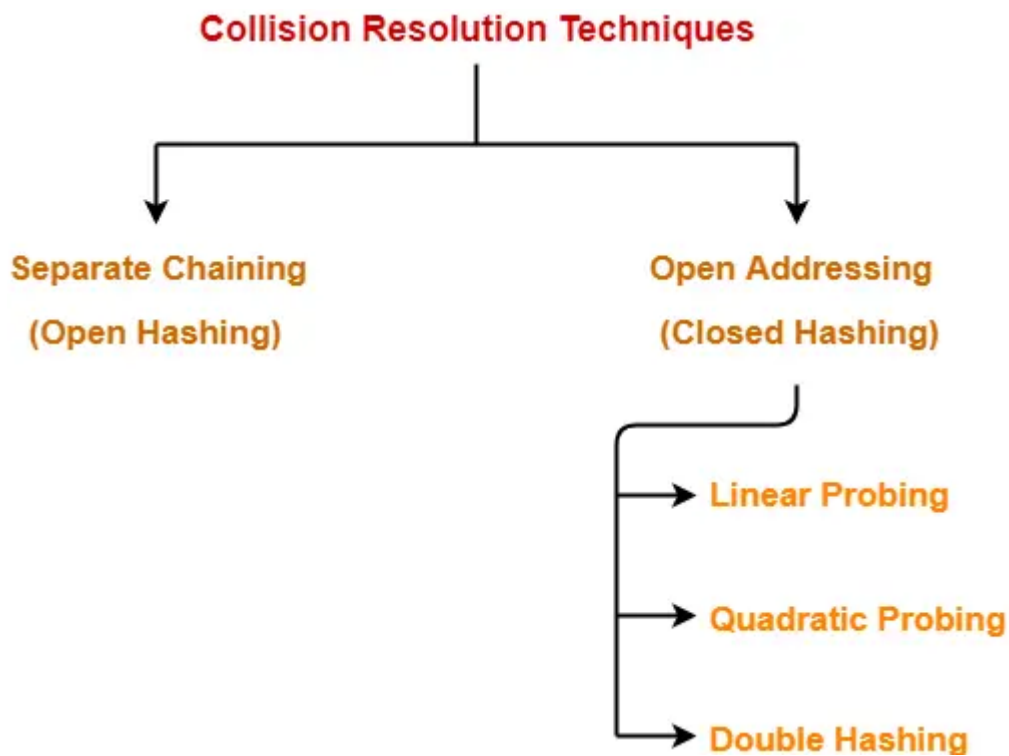 Collision Resolution Techniques
Separate Chaining
(Open Hashing)
Open Addressing
(Closed Hashing)
Linear Probing
Quadratic Probing
Double Hashing